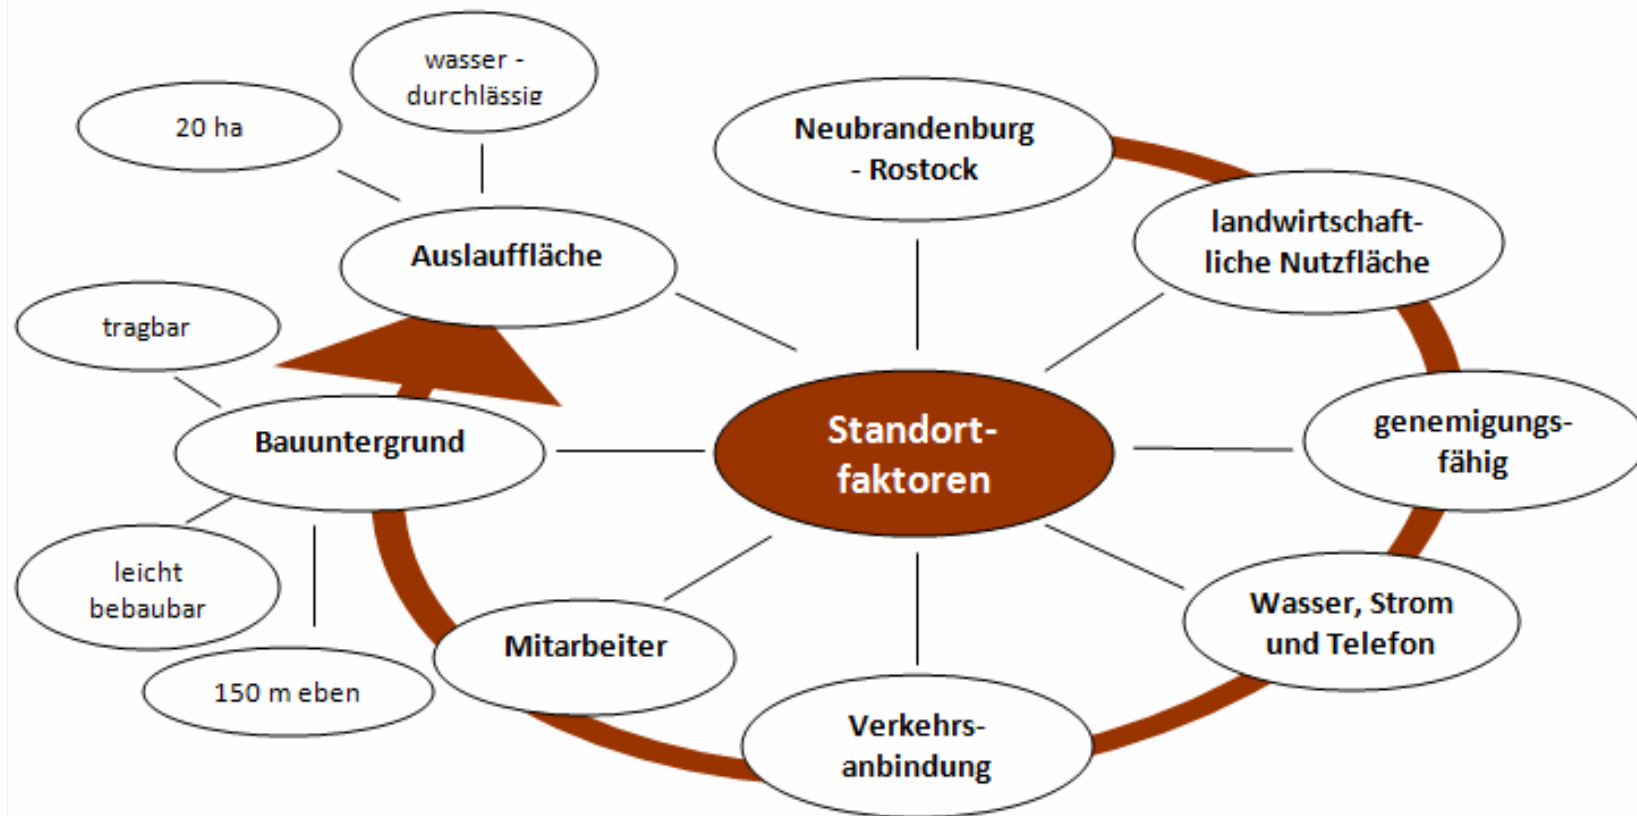 wasser -
durchlässig
20 ha
Neubrandenburg
- Rostock
landwirtschaft-
liche Nutzfläche
Auslauffläche
tragbar
Bauuntergrund
Standort-
faktoren
genemigungs-
fähig
leicht
bebaubar
150 m eben
Mitarbeiter
Wasser, Strom
und Telefon
Verkehrs-
anbindung